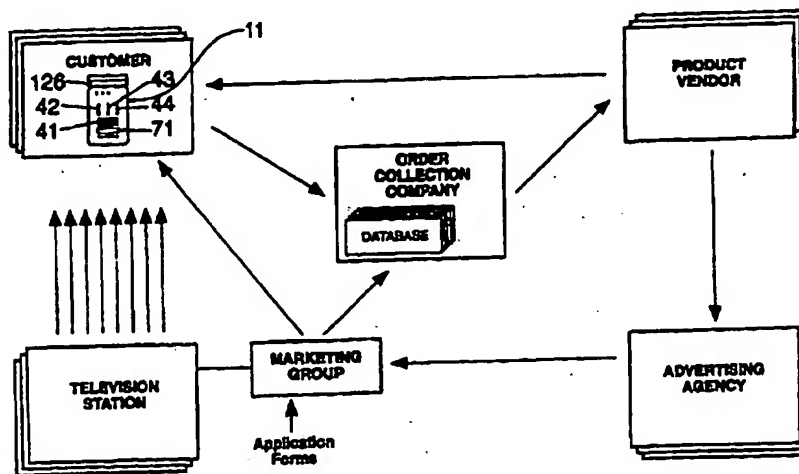 11
CUSTOMER
126
43
42
44
41
71
PRODUCT
VENDOR
ORDER
COLLECTION
COMPANY
DATABASE
TELEVISION
STATION
MARKETING
GROUP
ADVERTISING
AGENCY
Application
Forms